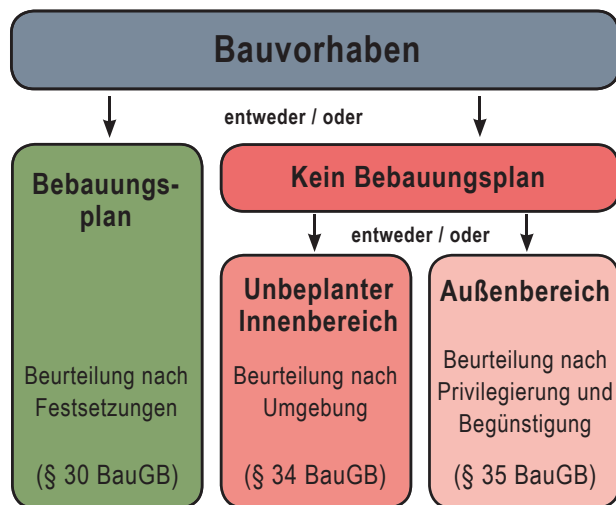 Bauvorhaben
entweder / oder
Bebauungs-
plan
Beurteilung nach
Festsetzungen
(§ 30 BauGB)
Kein Bebauungsplan
entweder / oder
Unbeplanter
Innenbereich
Beurteilung nach
Umgebung
(§ 34 BauGB)
Außenbereich
Beurteilung nach
Privilegierung und
Begünstigung
(§ 35 BauGB)